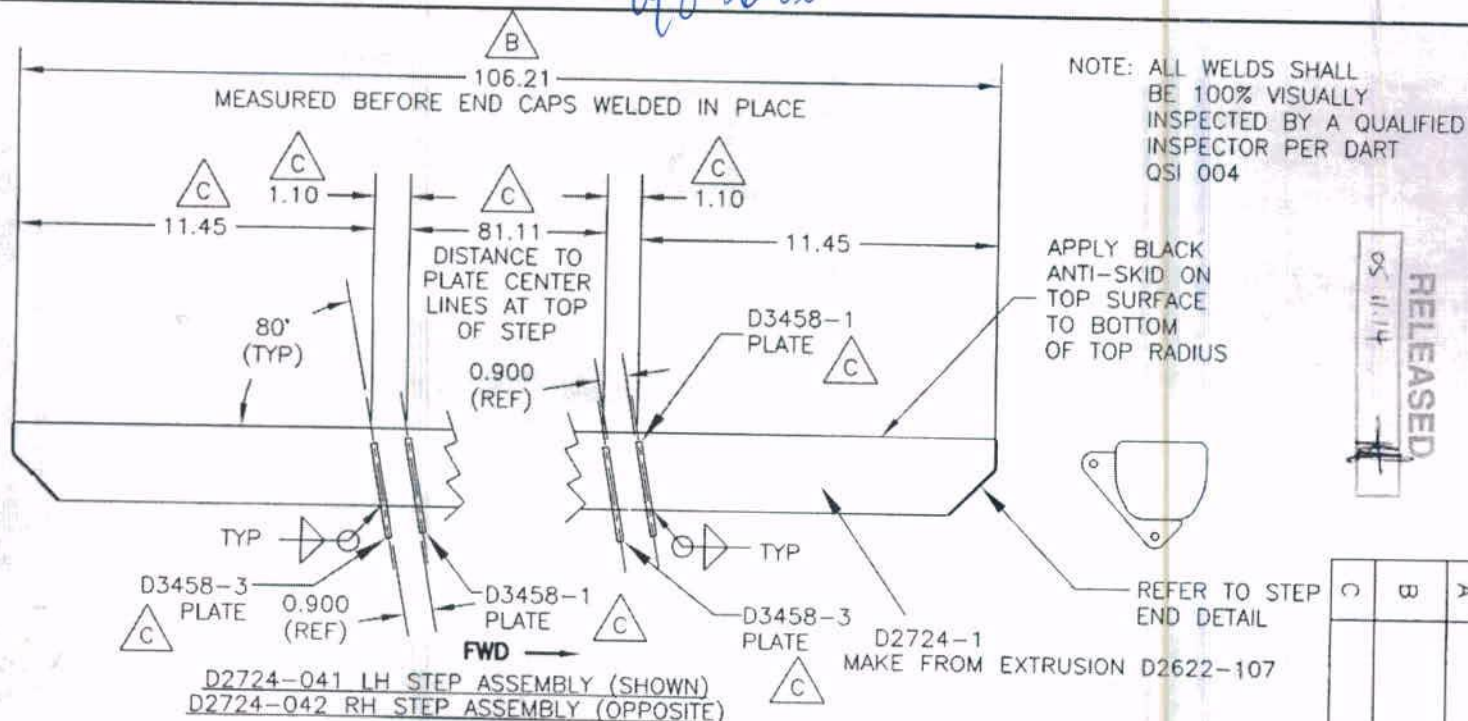 B
106.21
MEASURED BEFORE END CAPS WELDED IN PLACE
NOTE: ALL WELDS SHALL
BE 100% VISUALLY
INSPECTED BY A QUALIFIED
INSPECTOR PER DART
QSI 004
C
1.10
C
11.45
C
81.11
C
1.10
11.45
DISTANCE TO
PLATE CENTER
LINES AT TOP
OF STEP
80°
(TYP)
0.900
(REF)
D3458-1
PLATE
C
APPLY BLACK
ANTI-SKID ON
TOP SURFACE
TO BOTTOM
OF TOP RADIUS
RELEASED
05.11.14
TYP
TYP
D3458-3
PLATE
C
0.900
(REF)
D3458-1
PLATE
C
D3458-3
PLATE
C
D2724-1
MAKE FROM EXTRUSION D2622-107
REFER TO STEP
END DETAIL
FWD
D2724-041 LH STEP ASSEMBLY (SHOWN)
D2724-042 RH STEP ASSEMBLY (OPPOSITE)
C
B
A